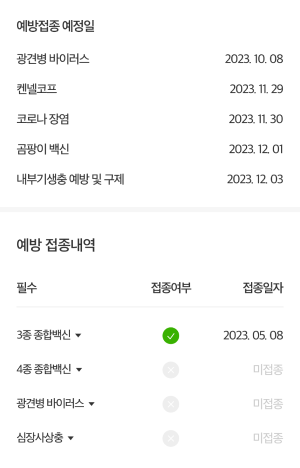 예방접종 예정일
광견병 바이러스 2023. 10. 08
켄넬코프 2023. 11. 29
코로나 장염 2023. 11. 30
곰팡이 백신 2023. 12. 01
내부기생충 예방 및 구제 2023. 12. 03
예방 접종내역
필수 접종여부 접종일자
3종 종합백신 2023. 05. 08
4종 종합백신 미접종
광견병 바이러스 미접종
심장사상충 미접종